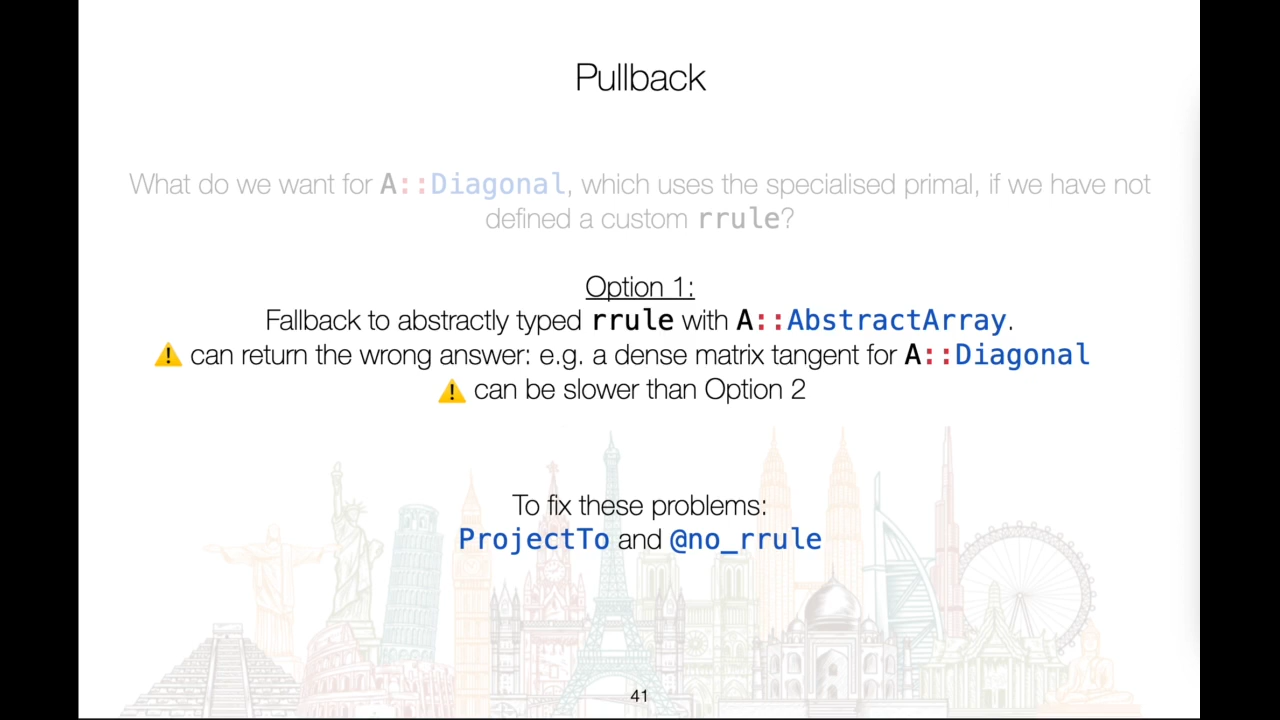 Pullback
What do we want for A::Diagonal, which uses the specialised primal, if we have not
defined a custom rrule?
Option 1:
Fallback to abstractly typed rrule with A::AbstractArray.
⚠️ can return the wrong answer: e.g. a dense matrix tangent for A::Diagonal
⚠️ can be slower than Option 2
To fix these problems:
ProjectTo and @no_rrule
41